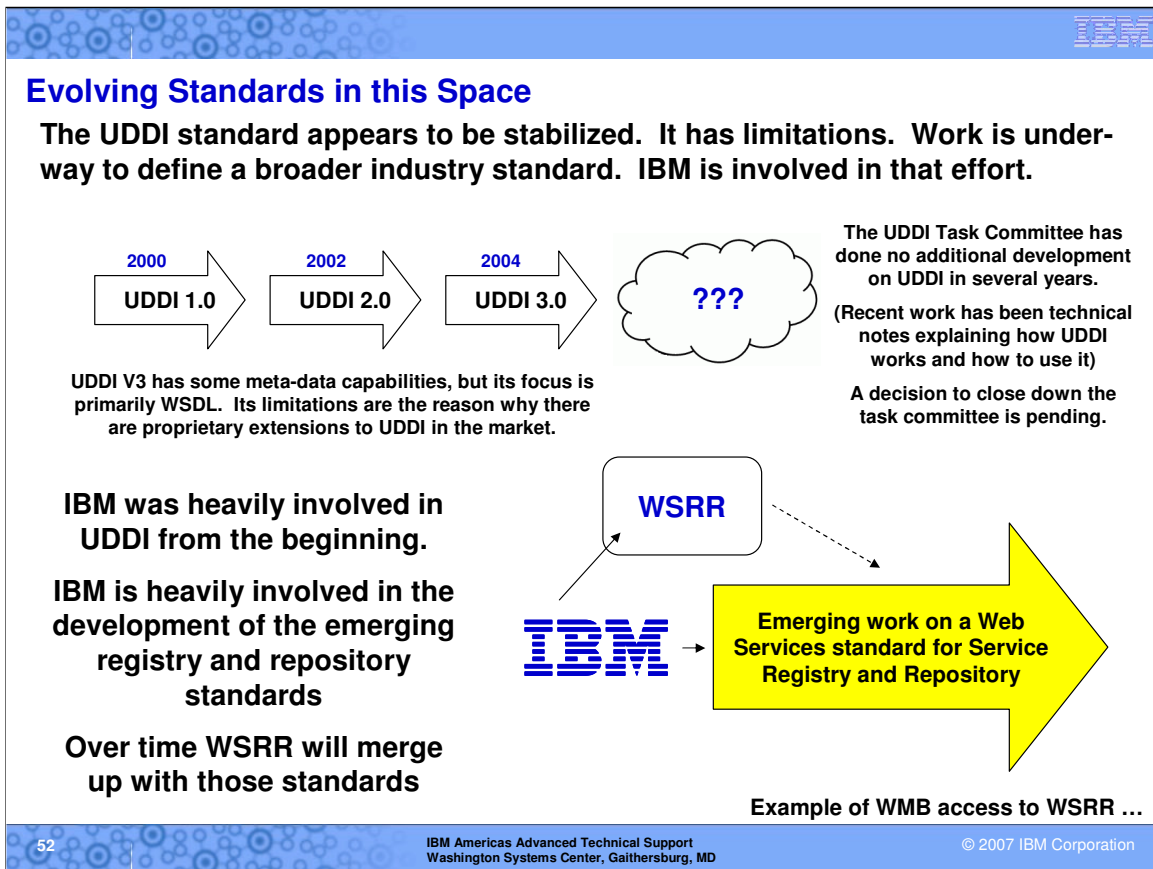 IBM
Evolving Standards in this Space
The UDDI standard appears to be stabilized.  It has limitations.  Work is under-
way to define a broader industry standard.  IBM is involved in that effort.
2000
UDDI 1.0
2002
UDDI 2.0
2004
UDDI 3.0
???
The UDDI Task Committee has
done no additional development
on UDDI in several years.
(Recent work has been technical
notes explaining how UDDI
works and how to use it)
A decision to close down the
task committee is pending.
UDDI V3 has some meta-data capabilities, but its focus is
primarily WSDL.  Its limitations are the reason why there
are proprietary extensions to UDDI in the market.
IBM was heavily involved in
UDDI from the beginning.
IBM is heavily involved in the
development of the emerging
registry and repository
standards
Over time WSRR will merge
up with those standards
WSRR
IBM
Emerging work on a Web
Services standard for Service
Registry and Repository
Example of WMB access to WSRR …
52
IBM Americas Advanced Technical Support
Washington Systems Center, Gaithersburg, MD
© 2007 IBM Corporation